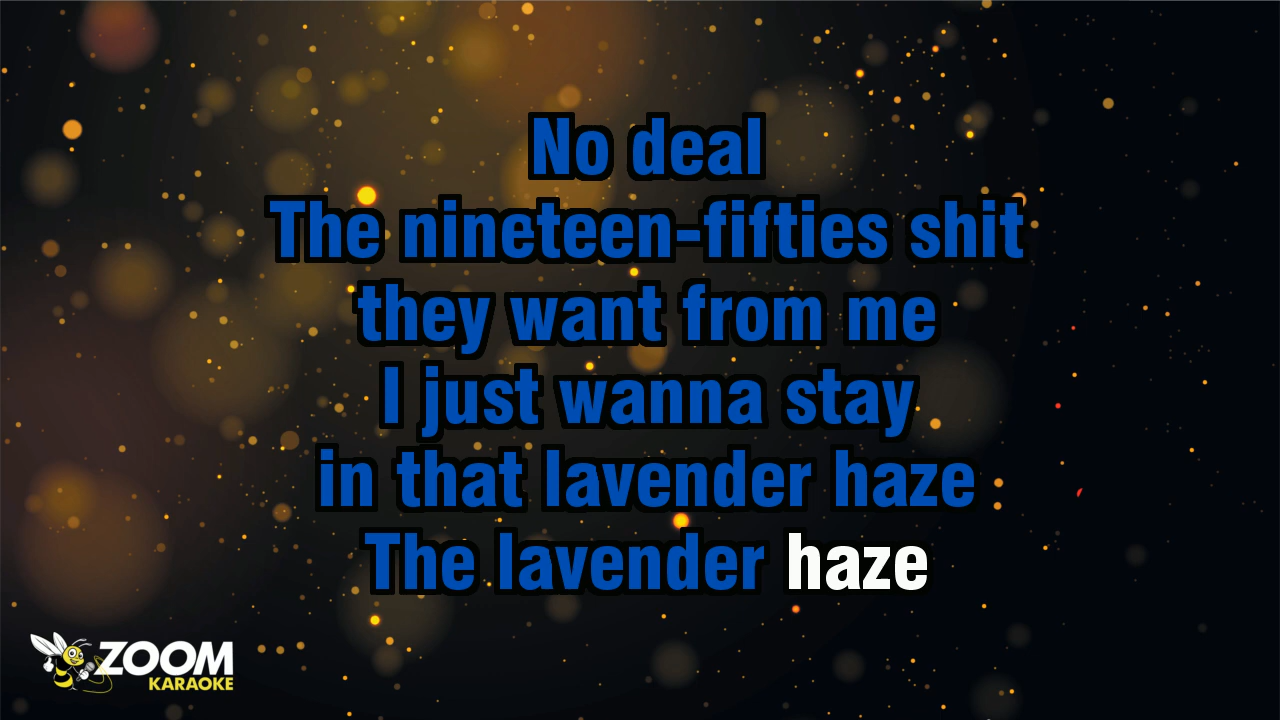 No deal
The nineteen-fifties shit
they want from me
I just wanna stay
in that lavender haze
The lavender haze
ZOOM
KARAOKE